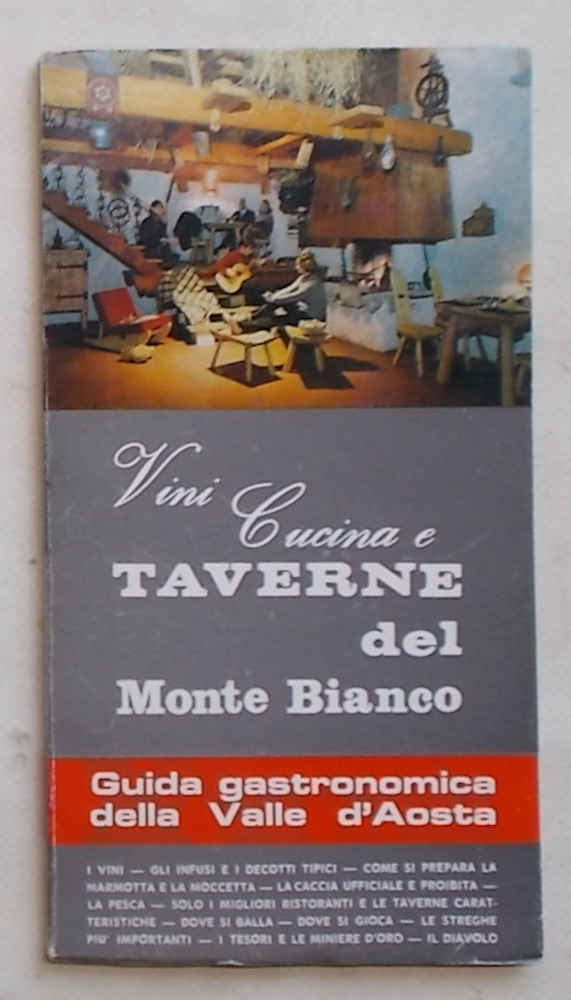 Vini
Cucina e
TAVERNE
del
Monte Bianco
Guida gastronomica
della Valle d'Aosta
I VINI — GLI INFUSI E I DECOTTI TIPICI — COME SI PREPARA LA
MARMOTTA E LA MOCCETTA — LA CACCIA UFFICIALE E PROIBITA —
LA PESCA — SOLO I MIGLIORI RISTORANTI E LE TAVERNE CARAT-
TERISTICHE — DOVE SI BALLA — DOVE SI GIOCA — LE STREGHE
PIU' IMPORTANTI — I TESORI E LE MINIERE D'ORO — IL DIAVOLO